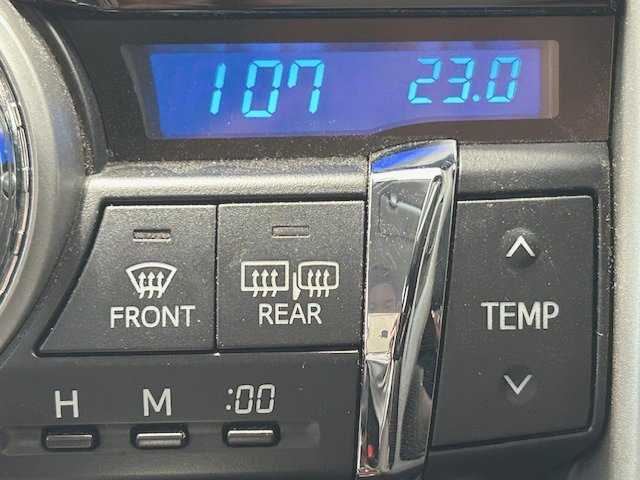 107 23.0
FRONT REAR TEMP
H M :00